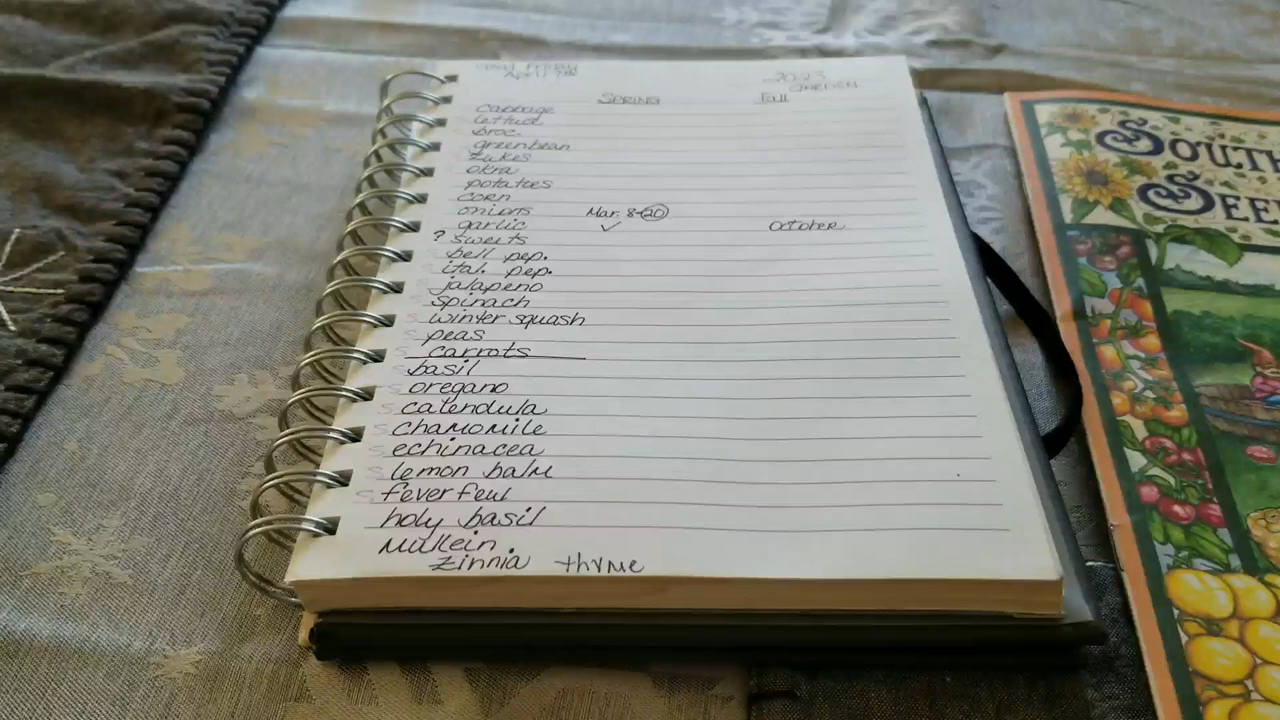 April 7th
2023
GARDEN
SPRING Fall
cabbage
lettuce
broc.
greenbean
zukes
okra
potatoes
corn
onions Mar. 8-20
garlic ✓ October
? sweets
bell pep.
ital. pep.
jalapeno
spinach
winter squash
peas
carrots
basil
oregano
calendula
chamomile
echinacea
lemon balm
feverfew
holy basil
mullein
zinnia thyme
SOUTH
SEE